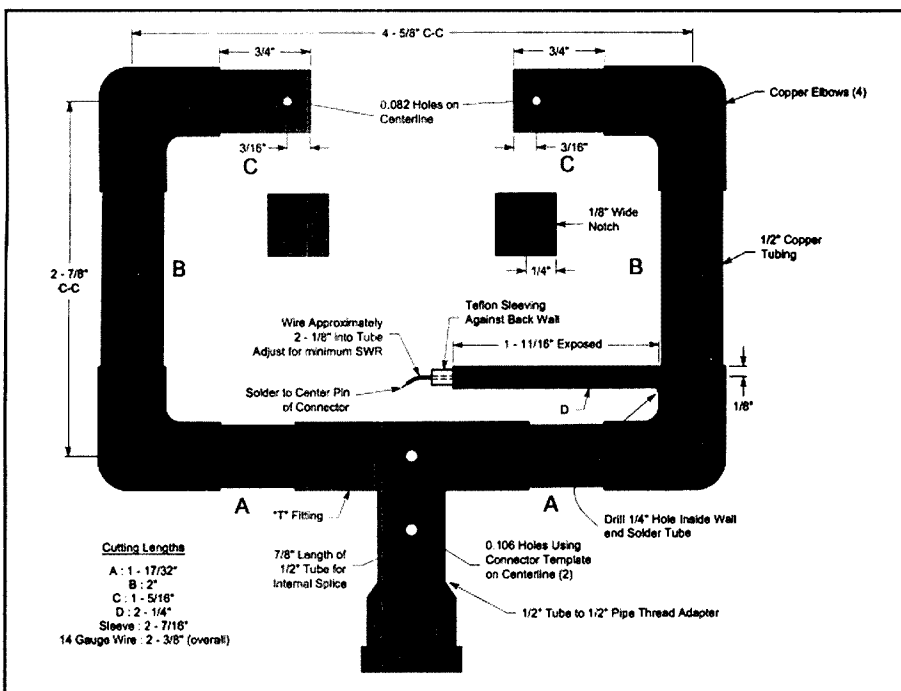 4 - 5/8" C-C
3/4"
3/4"
Copper Elbows (4)
0.082 Holes on
Centerline
3/16"
C
3/16"
C
1/8" Wide
Notch
1/4"
1/2" Copper
Tubing
B
B
2 - 7/8"
C-C
Teflon Sleeving
Against Back Wall
Wire Approximately
2 - 1/8" into Tube
Adjust for minimum SWR
1 - 11/16" Exposed
Solder to Center Pin
of Connector
D
1/8"
A
A
"T" Fitting
Drill 1/4" Hole Inside Wall
end Solder Tube
7/8" Length of
1/2" Tube for
Internal Splice
0.106 Holes Using
Connector Template
on Centerline (2)
1/2" Tube to 1/2" Pipe Thread Adapter
Cutting Lengths
A : 1 - 17/32"
B : 2"
C : 1 - 5/16"
D : 2 - 1/4"
Sleeve : 2 - 7/16"
14 Gauge Wire : 2 - 3/8" (overall)